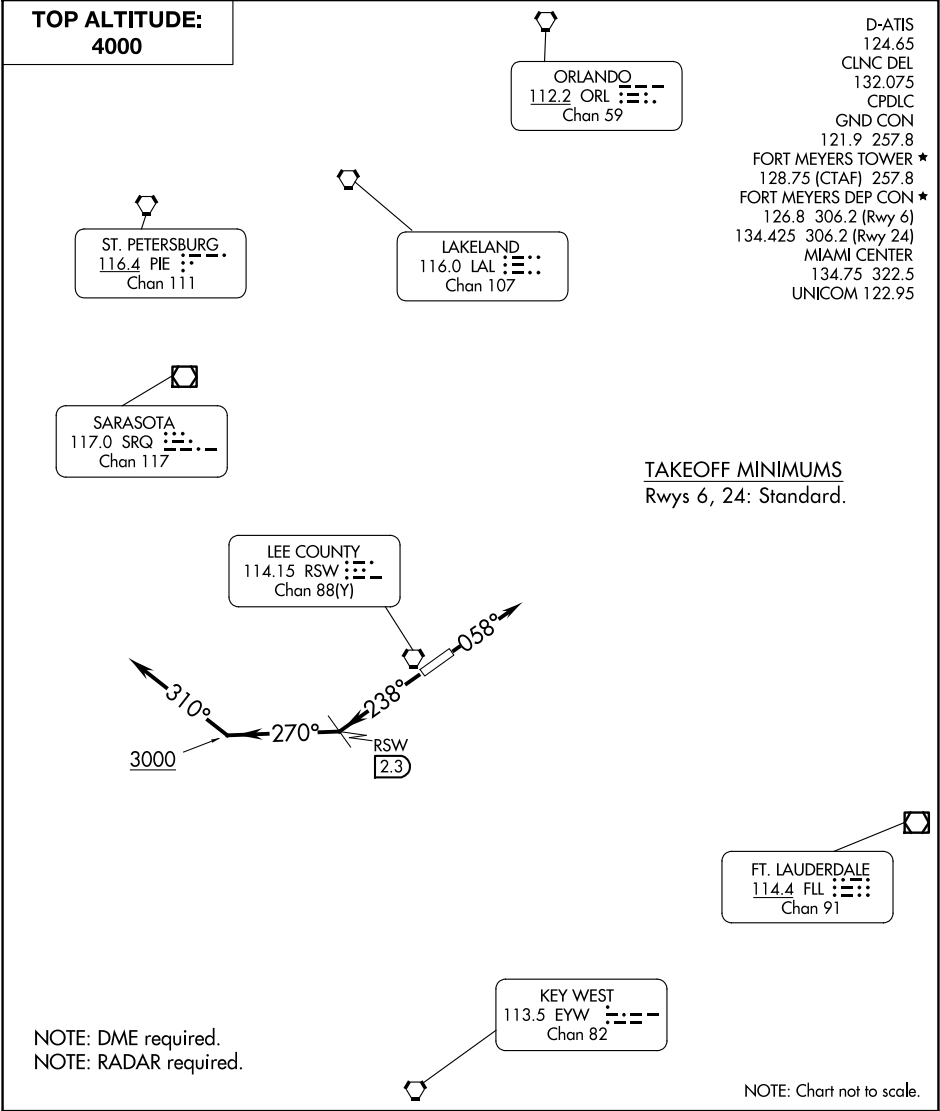 TOP ALTITUDE:
4000
D-ATIS
124.65
CLNC DEL
132.075
CPDLC
GND CON
121.9 257.8
FORT MEYERS TOWER ★
128.75 (CTAF) 257.8
FORT MEYERS DEP CON ★
126.8 306.2 (Rwy 6)
134.425 306.2 (Rwy 24)
MIAMI CENTER
134.75 322.5
UNICOM 122.95
ORLANDO
112.2 ORL
Chan 59
ST. PETERSBURG
116.4 PIE
Chan 111
LAKELAND
116.0 LAL
Chan 107
SARASOTA
117.0 SRQ
Chan 117
TAKEOFF MINIMUMS
Rwys 6, 24: Standard.
LEE COUNTY
114.15 RSW
Chan 88(Y)
058°
238°
270°
310°
3000
RSW
2.3
FT. LAUDERDALE
114.4 FLL
Chan 91
KEY WEST
113.5 EYW
Chan 82
NOTE: DME required.
NOTE: RADAR required.
NOTE: Chart not to scale.